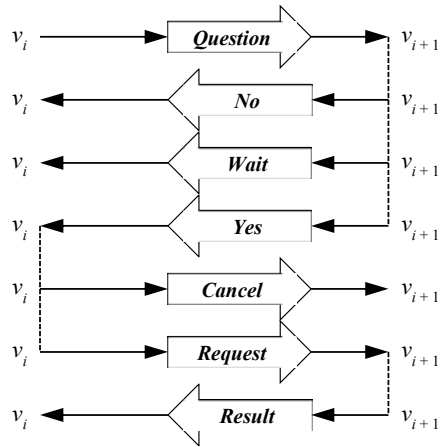 v_i Question v_{i+1}
v_i No v_{i+1}
v_i Wait v_{i+1}
v_i Yes v_{i+1}
v_i Cancel v_{i+1}
v_i Request v_{i+1}
v_i Result v_{i+1}